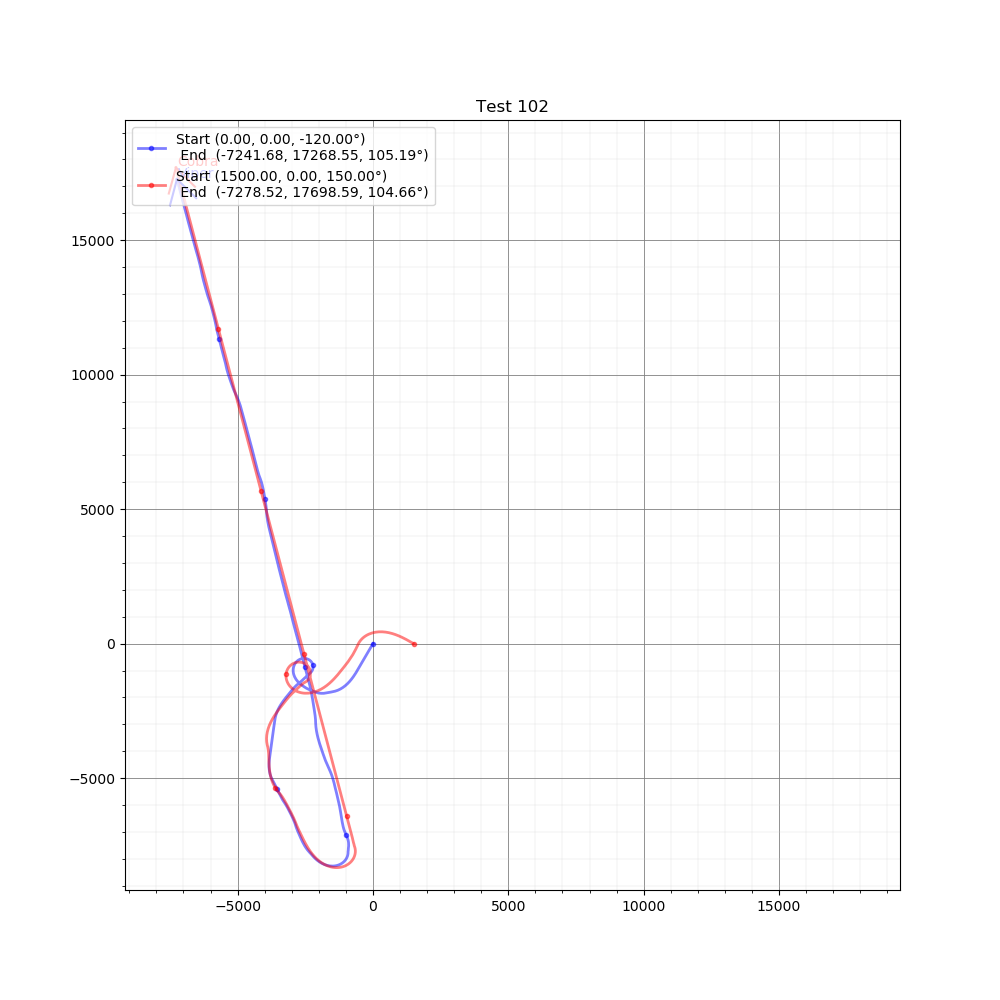 Test 102
Start (0.00, 0.00, -120.00°)
End (-7241.68, 17268.55, 105.19°)
Cobra
Start (1500.00, 0.00, 150.00°)
End (-7278.52, 17698.59, 104.66°)
15000
10000
5000
0
−5000
−5000 0 5000 10000 15000